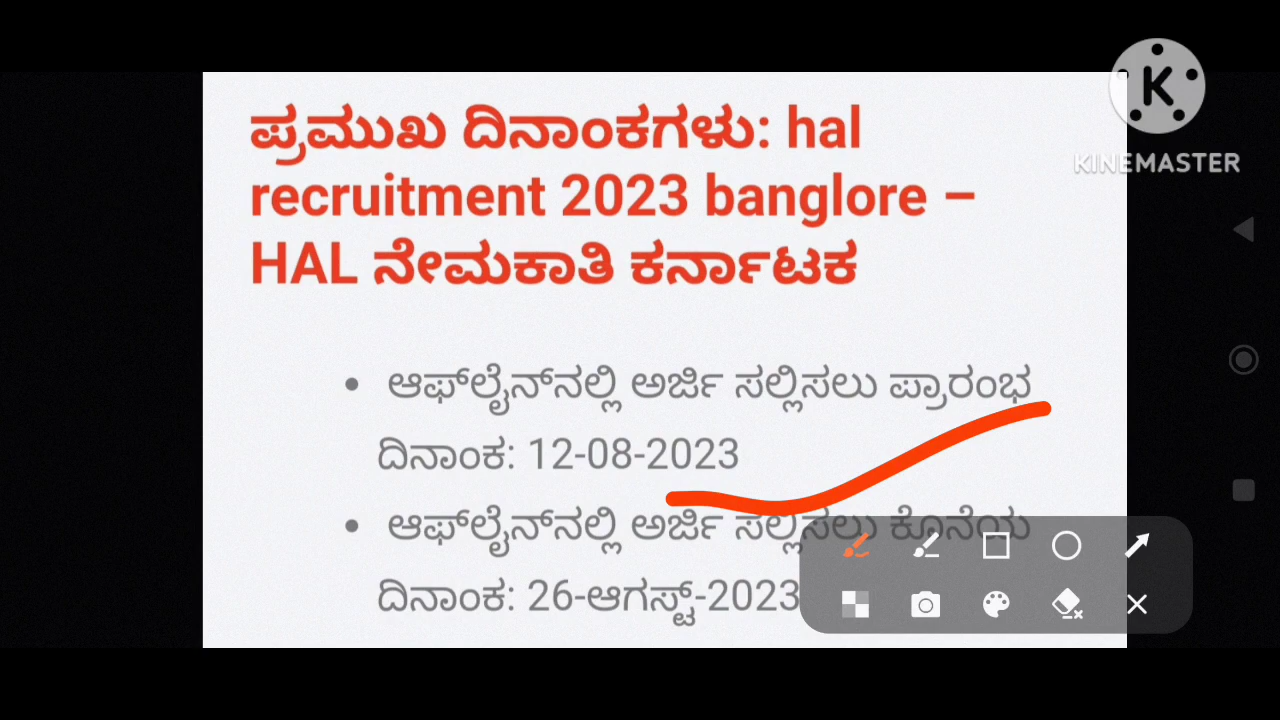 ಪ್ರಮುಖ ದಿನಾಂಕಗಳು: hal
recruitment 2023 banglore –
HAL ನೇಮಕಾತಿ ಕರ್ನಾಟಕ
• ಆಫ್‌ಲೈನ್‌ನಲ್ಲಿ ಅರ್ಜಿ ಸಲ್ಲಿಸಲು ಪ್ರಾರಂಭ
ದಿನಾಂಕ: 12-08-2023
• ಆಫ್‌ಲೈನ್‌ನಲ್ಲಿ ಅರ್ಜಿ ಸಲ್ಲಿಸಲು ಕೊನೆಯ
ದಿನಾಂಕ: 26-ಆಗಸ್ಟ್-2023
K
KINEMASTER